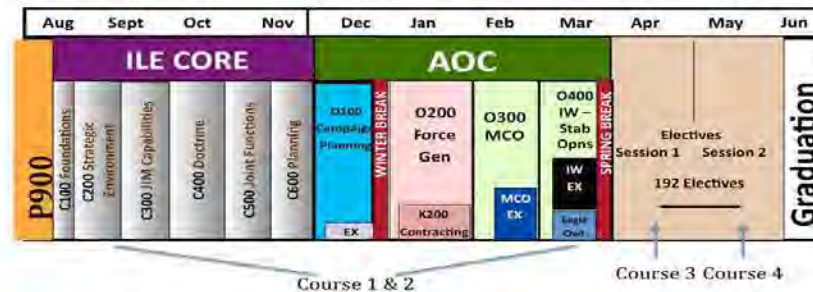 Aug Sept Oct Nov Dec Jan Feb Mar Apr May Jun
P900
ILE CORE
C100 Foundations
C200 Strategic
Environment
C300 JIM Capabilities
C400 Doctrine
C500 Joint Functions
C600 Planning
AOC
O100
Campaign
Planning
EX
WINTER BREAK
O200
Force
Gen
K200
Contracting
O300
MCO
MCO
EX
O400
IW –
Stab
Opns
IW
EX
Eagle
Owl
SPRING BREAK
Electives
Session 1 Session 2
192 Electives
Graduation
Course 1 & 2
Course 3 Course 4